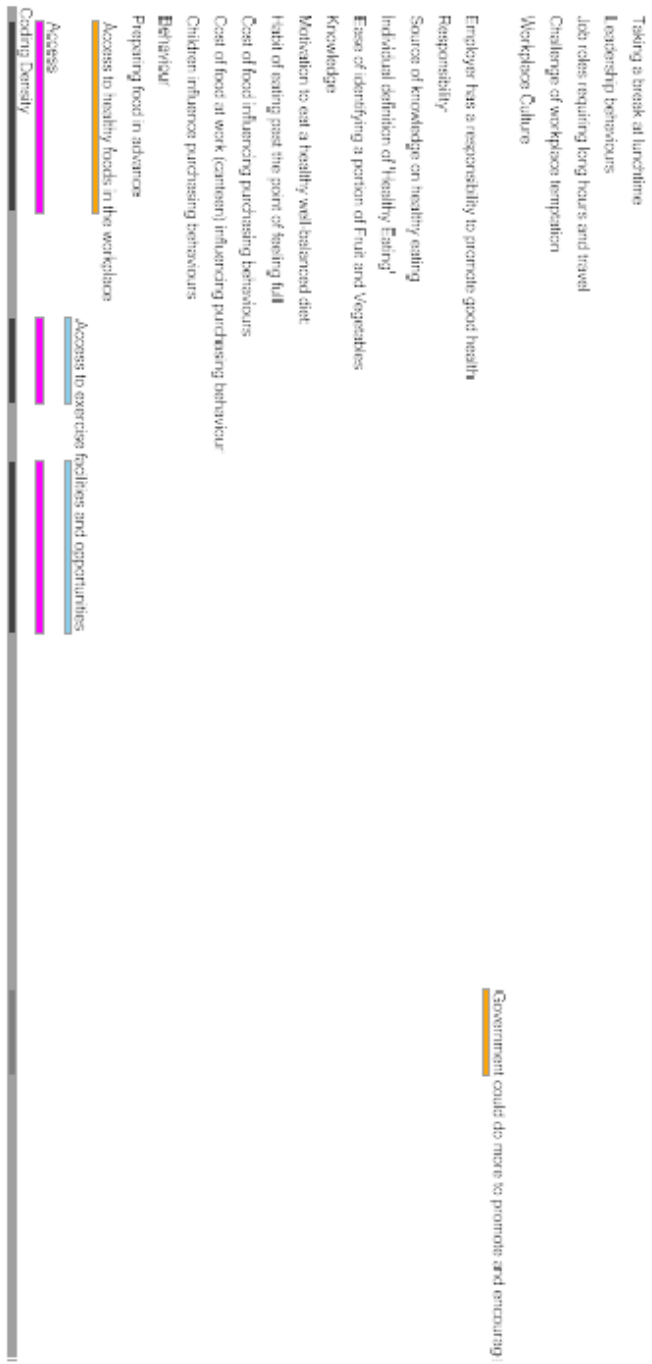 Coding Density
Access
Access to exercise facilities and opportunities
Access to healthy foods in the workplace
Preparing food in advance
Behaviour
Children influence purchasing behaviours
Cost of food at work (canteen) influencing purchasing behaviour
Cost of food influencing purchasing behaviours
Habit of eating past the point of feeling full
Motivation to eat a healthy well-balanced diet
Knowledge
Ease of identifying a portion of Fruit and Vegetables
Individual definition of 'Healthy Eating'
Source of knowledge on healthy eating
Responsibility
Employer has a responsibility to promote good health
Government could do more to promote and encourag
Workplace Culture
Challenge of workplace temptation
Job roles requiring long hours and travel
Leadership behaviours
Taking a break at lunchtime